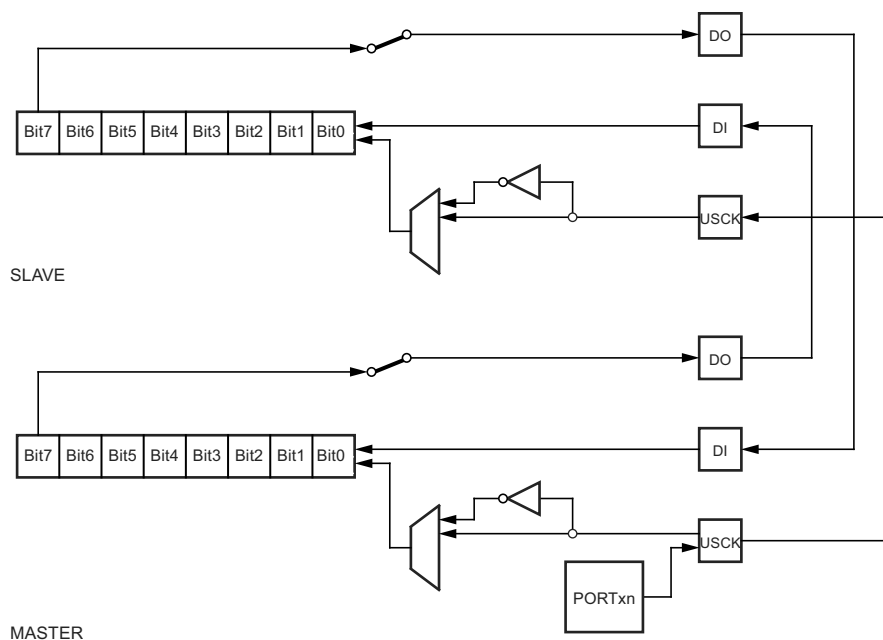 DO
Bit7 Bit6 Bit5 Bit4 Bit3 Bit2 Bit1 Bit0
DI
USCK
SLAVE
DO
Bit7 Bit6 Bit5 Bit4 Bit3 Bit2 Bit1 Bit0
DI
USCK
PORTxn
MASTER